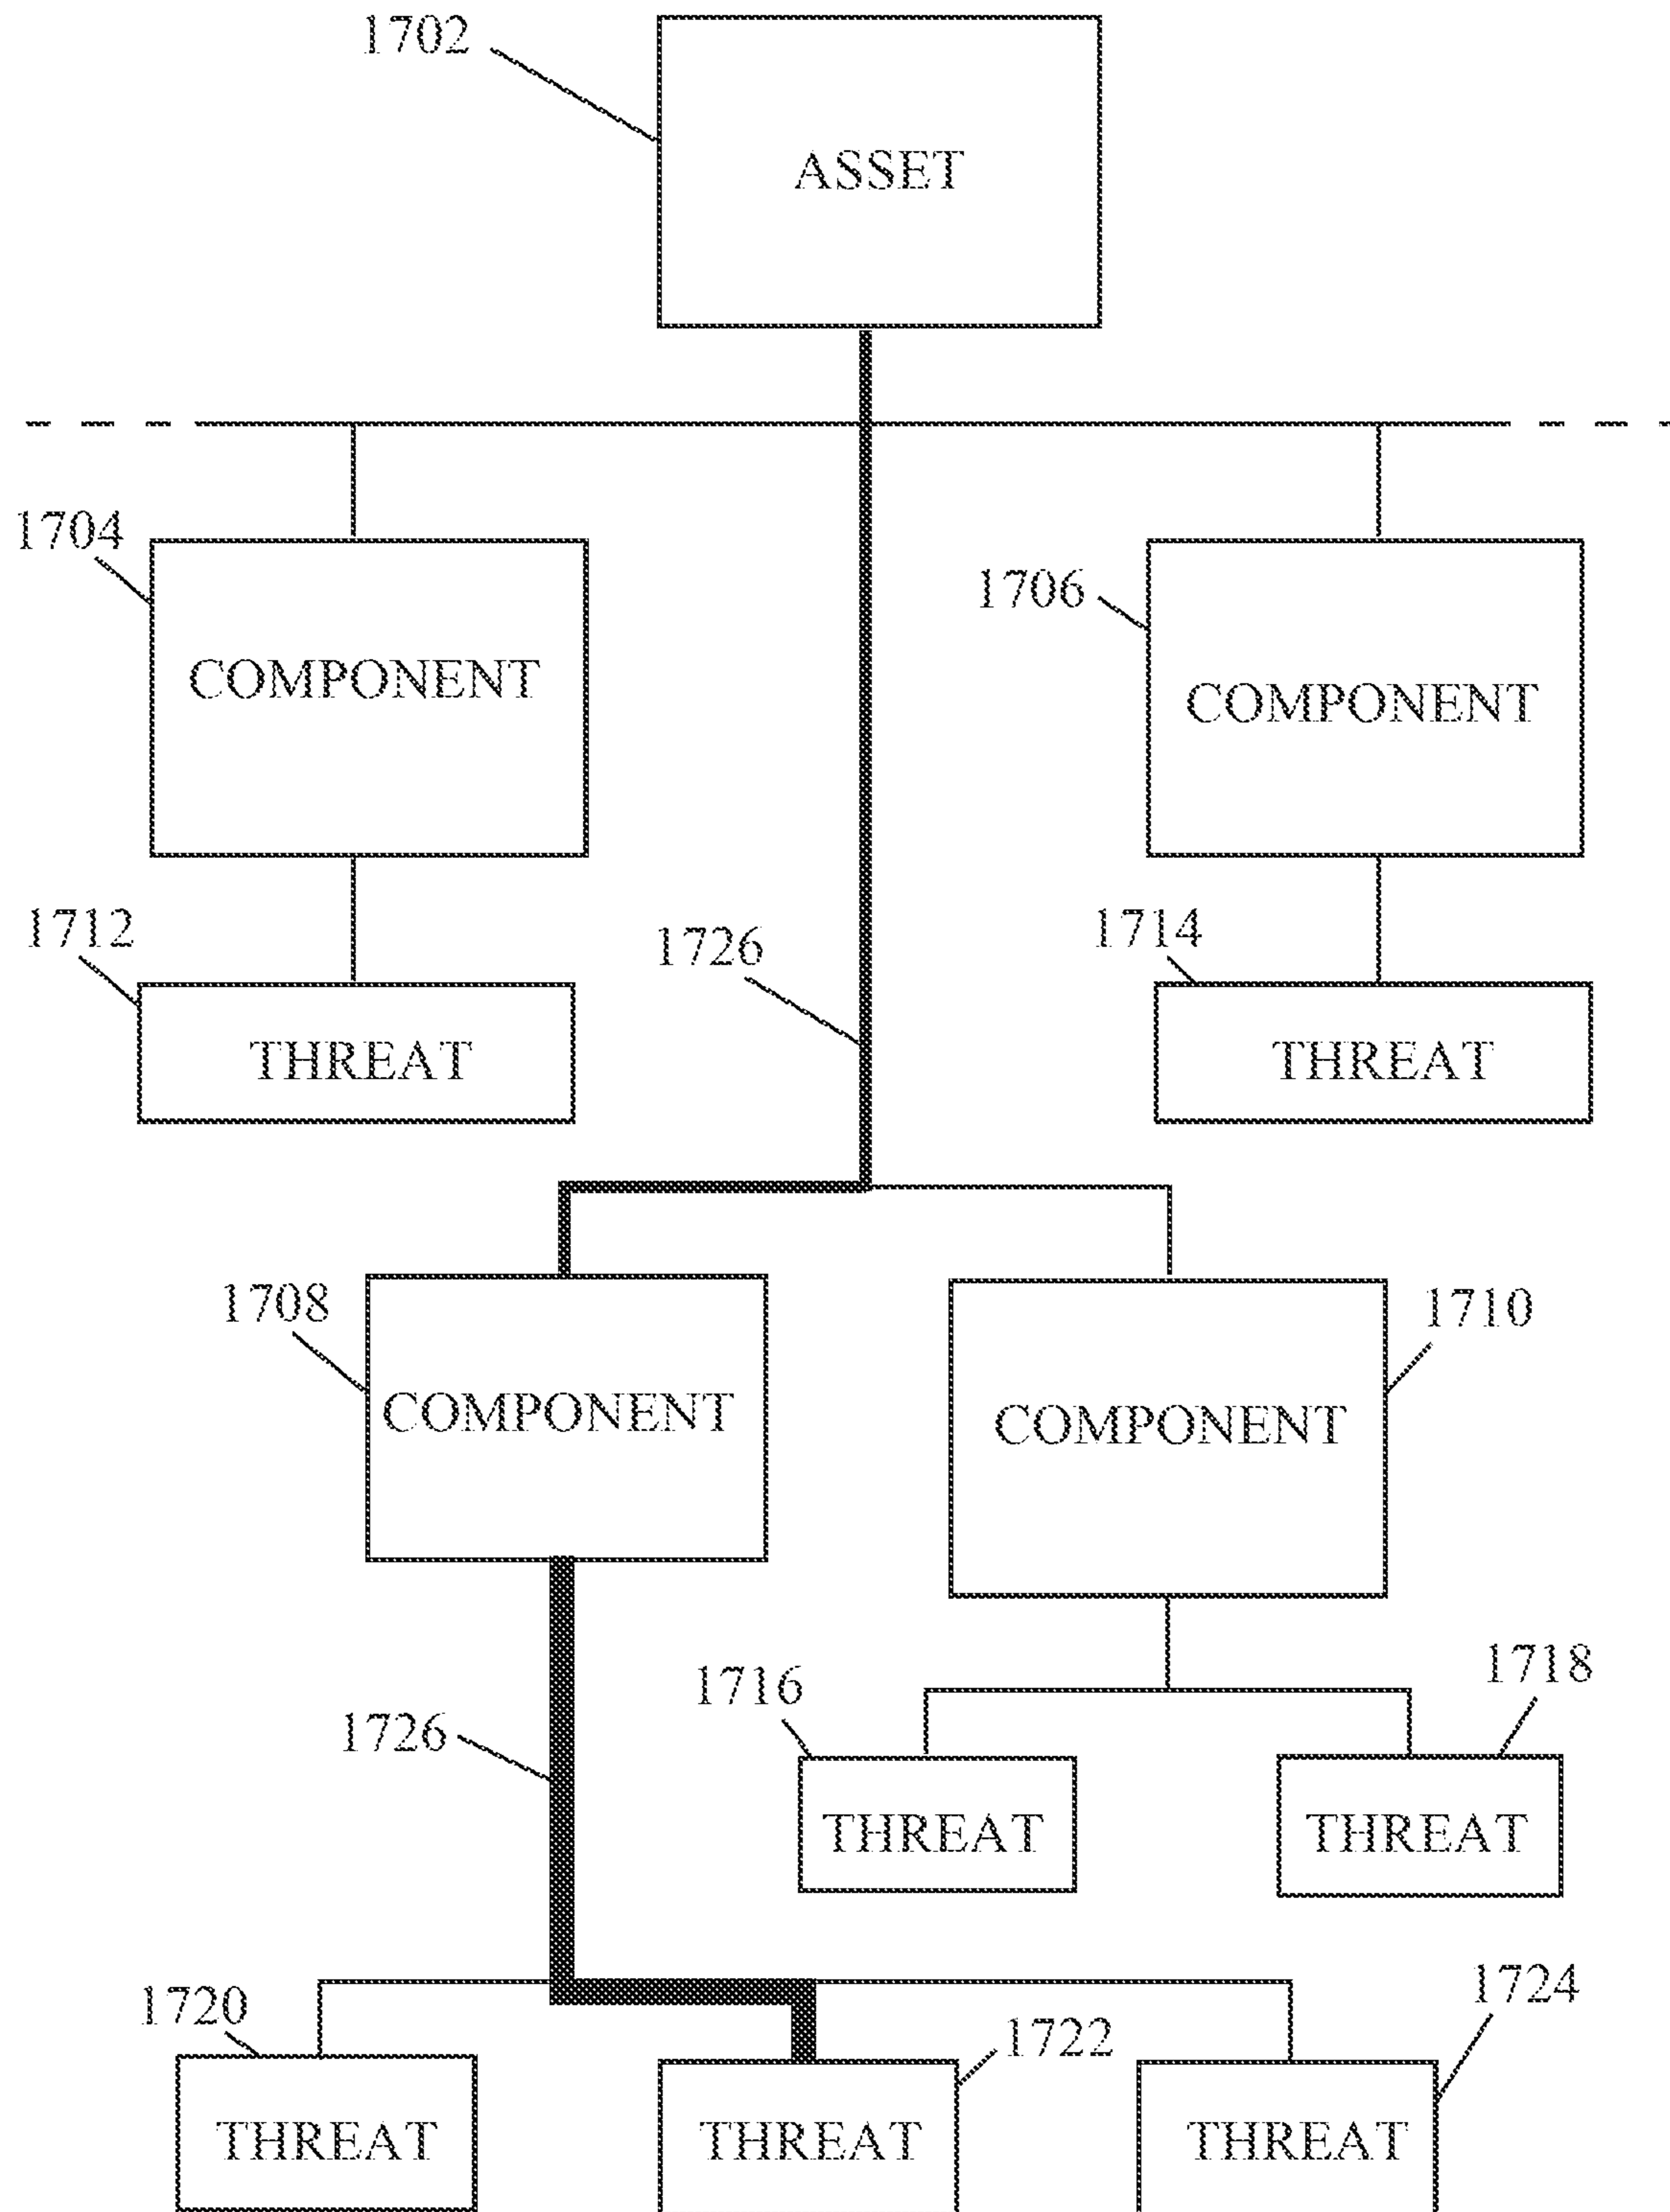 1702
ASSET
1704
1706
COMPONENT
COMPONENT
1712
1726
1714
THREAT
THREAT
1708
1710
COMPONENT
COMPONENT
1716
1718
1726
THREAT
THREAT
1720
1722
1724
THREAT
THREAT
THREAT